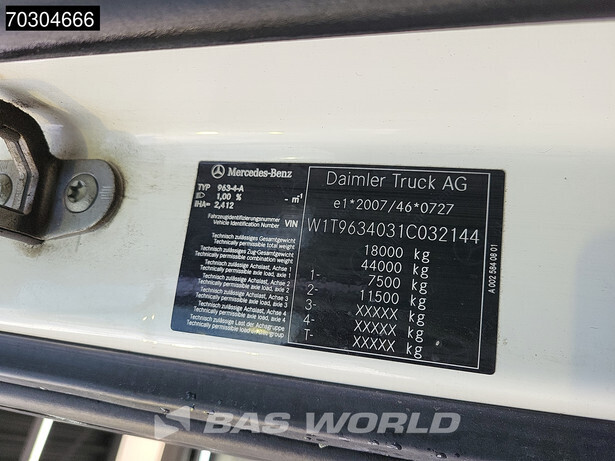 70304666
Mercedes-Benz
Daimler Truck AG
TYP 963-4-A
1,00 % - m-1
IHA= 2,412
e1*2007/46*0727
Fahrzeugidentifizierungsnummer
Vehicle Identification Number VIN
W1T9634031C032144
Technisch zulässiges Gesamtgewicht
Technically permissible total weight
18000 kg
Technisch zulässiges Zug-Gesamtgewicht
Technically permissible combination weight
44000 kg
Technisch zulässige Achslast, Achse 1
Technically permissible axle load, axle 1
1- 7500 kg
Technisch zulässige Achslast, Achse 2
Technically permissible axle load, axle 2
2- 11500 kg
Technisch zulässige Achslast, Achse 3
Technically permissible axle load, axle 3
3- XXXXX kg
Technisch zulässige Achslast, Achse 4
Technically permissible axle load, axle 4
4- XXXXX kg
Technisch zulässige Last der Achsgruppe
Technically permissible load group
T- XXXXX kg
A 002 584 08 01
BAS WORLD